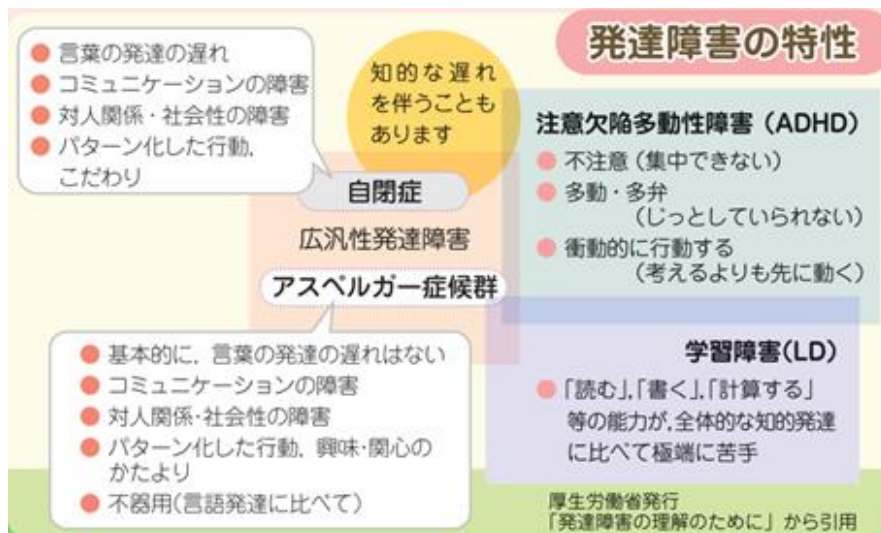 発達障害の特性
● 言葉の発達の遅れ
● コミュニケーションの障害
● 対人関係・社会性の障害
● パターン化した行動,
こだわり
知的な遅れ
を伴うことも
あります
自閉症
広汎性発達障害
アスペルガー症候群
● 基本的に, 言葉の発達の遅れはない
● コミュニケーションの障害
● 対人関係・社会性の障害
● パターン化した行動, 興味・関心の
かたより
● 不器用(言語発達に比べて)
注意欠陥多動性障害 (ADHD)
● 不注意 (集中できない)
● 多動・多弁
(じっとしていられない)
● 衝動的に行動する
(考えるよりも先に動く)
学習障害(LD)
● 「読む」,「書く」,「計算する」
等の能力が,全体的な知的発達
に比べて極端に苦手
厚生労働省発行
「発達障害の理解のために」から引用